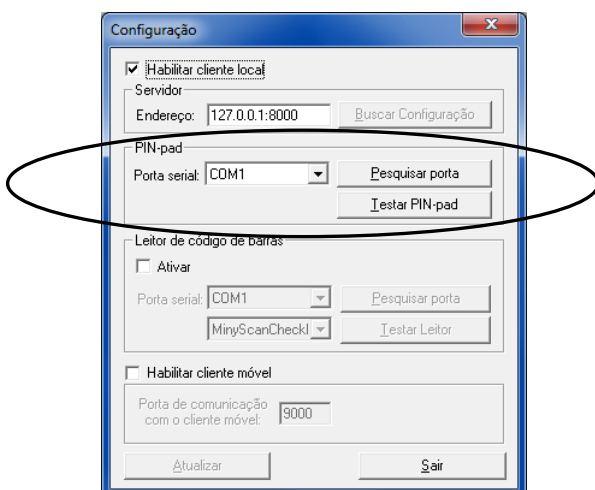 Configuração
Habilitar cliente local
Servidor
Endereço: 127.0.0.1:8000 Buscar Configuração
PIN-pad
Porta serial: COM1 Pesquisar porta
Testar PIN-pad
Leitor de código de barras
Ativar
Porta serial: COM1 Pesquisar porta
MinyScanCheckI Testar Leitor
Habilitar cliente móvel
Porta de comunicação
com o cliente móvel: 9000
Atualizar Sair